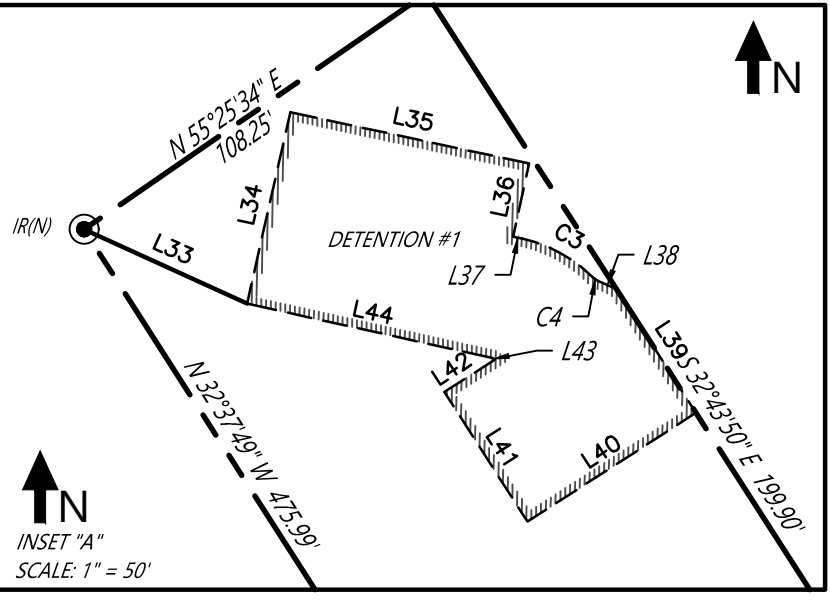 N
N 55°25'34" E
108.25'
L35
L36
L34
IR(N)
DETENTION #1
C3
L38
L33
L37
L44
C4
L43
L39
S 32°43'50" E 199.90'
L42
N 32°37'49" W 475.99'
L41
L40
N
INSET "A"
SCALE: 1" = 50'